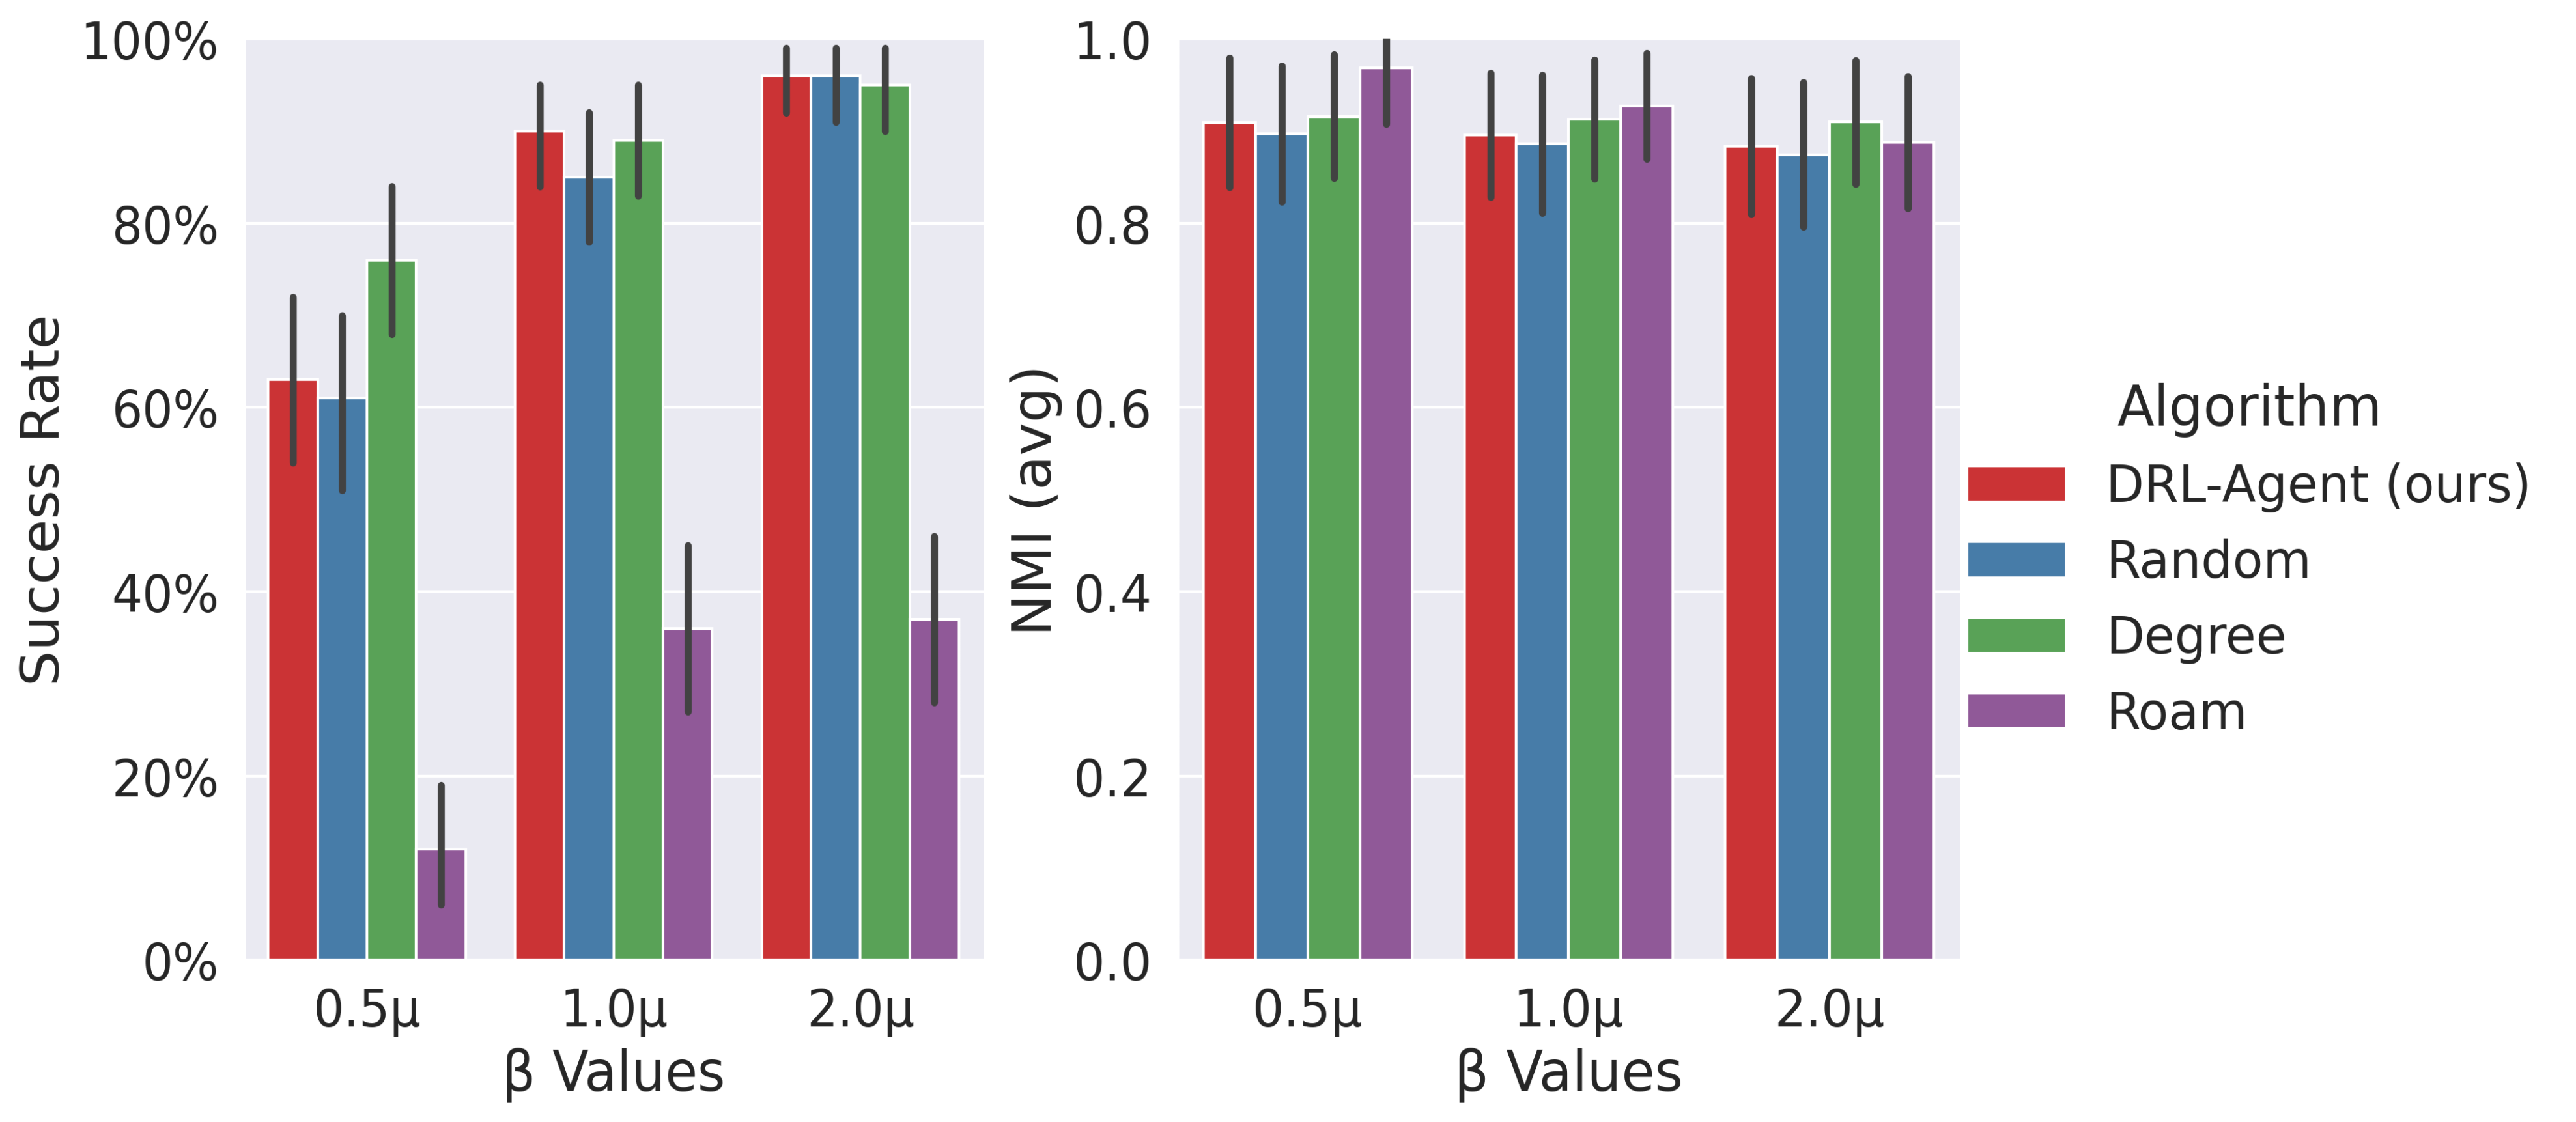 100%
80%
60%
40%
20%
0%
Success Rate
0.5μ 1.0μ 2.0μ
β Values
1.0
0.8
0.6
0.4
0.2
0.0
NMI (avg)
0.5μ 1.0μ 2.0μ
β Values
Algorithm
DRL-Agent (ours)
Random
Degree
Roam